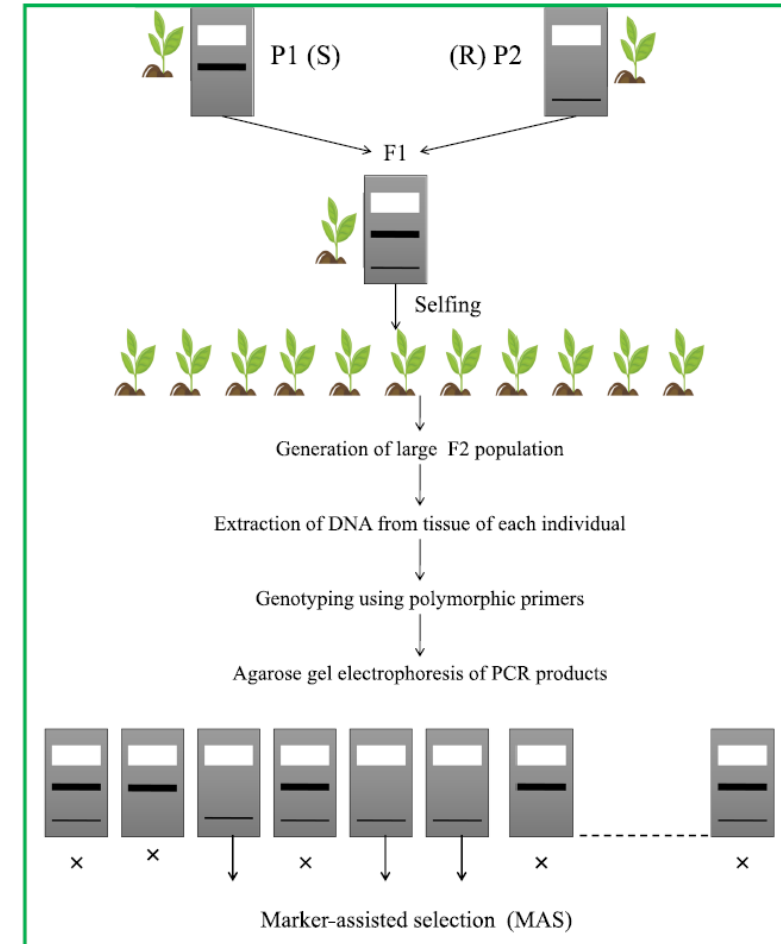 P1 (S) (R) P2
F1
Selfing
Generation of large F2 population
Extraction of DNA from tissue of each individual
Genotyping using polymorphic primers
Agarose gel electrophoresis of PCR products
× × × × ×
Marker-assisted selection (MAS)